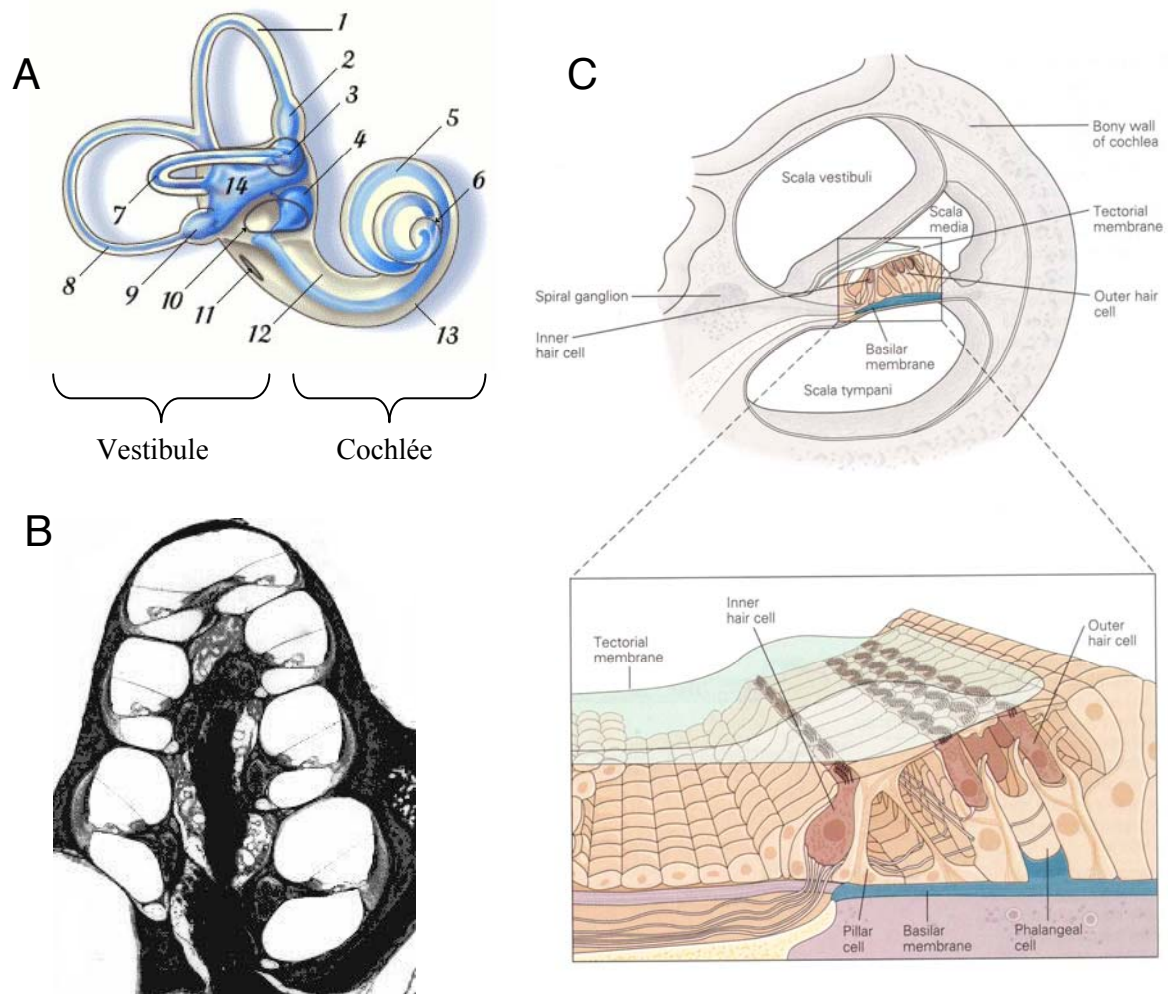 A
1
2
3
4
5
6
14
7
8
9
10
11
12
13
Vestibule
Cochlée
B
C
Bony wall
of cochlea
Scala vestibuli
Scala
media
Tectorial
membrane
Spiral ganglion
Outer hair
cell
Inner
hair cell
Basilar
membrane
Scala tympani
Inner
hair cell
Outer
hair cell
Tectorial
membrane
Pillar
cell
Basilar
membrane
Phalangeal
cell